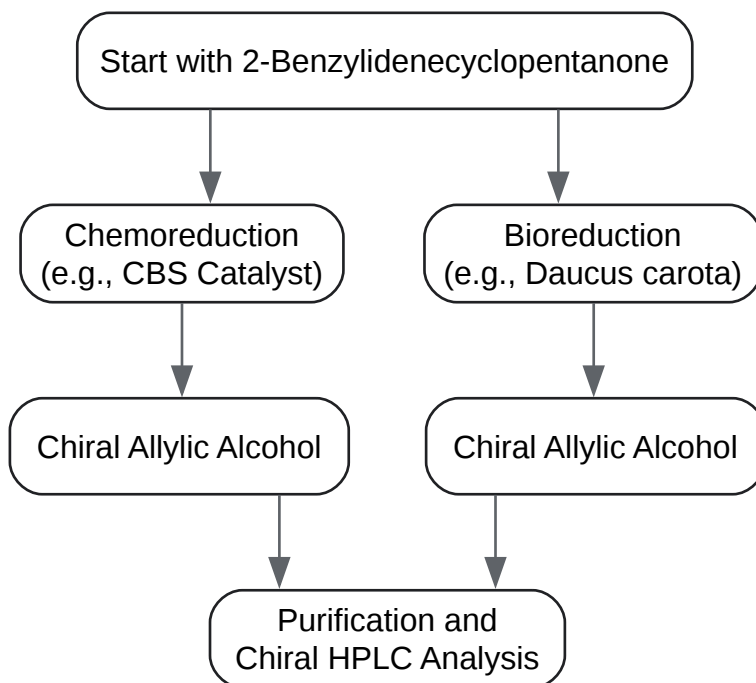 Start with 2-Benzylidenecyclopentanone
Chemoreduction
(e.g., CBS Catalyst)
Bioreduction
(e.g., Daucus carota)
Chiral Allylic Alcohol
Chiral Allylic Alcohol
Purification and
Chiral HPLC Analysis